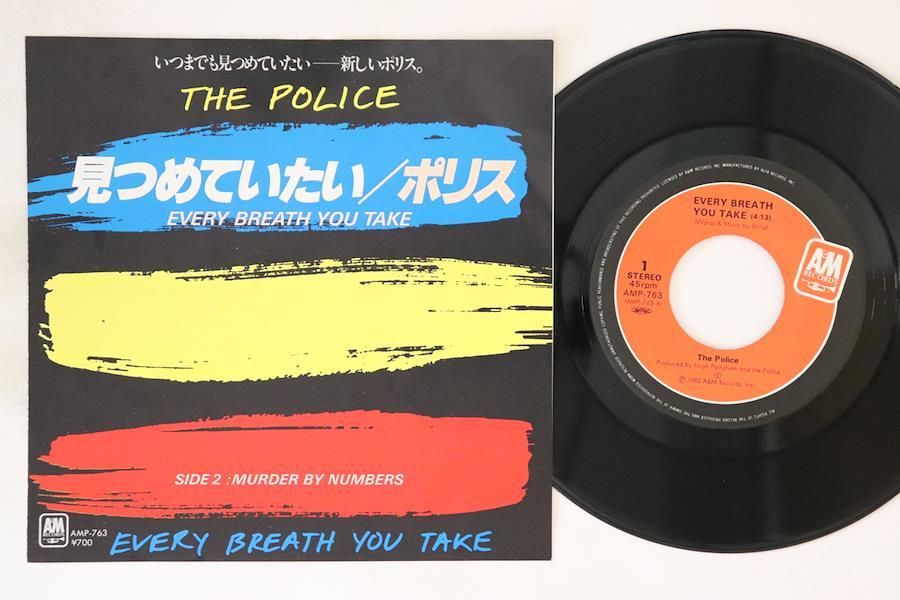 いつまでも見つめていたい——新しいポリス。
THE POLICE
見つめていたい／ポリス
EVERY BREATH YOU TAKE
SIDE 2 : MURDER BY NUMBERS
A&M
RECORDS
AMP-763
¥700
EVERY BREATH YOU TAKE
EVERY BREATH
YOU TAKE (4:13)
(Words & Music by Sting)
1
STEREO
45rpm
AMP-763
(AMP-763-A)
A&M
RECORDS
The Police
Produced by Hugh Padgham and the Police
Ⓟ 1983 A&M Records, Inc.